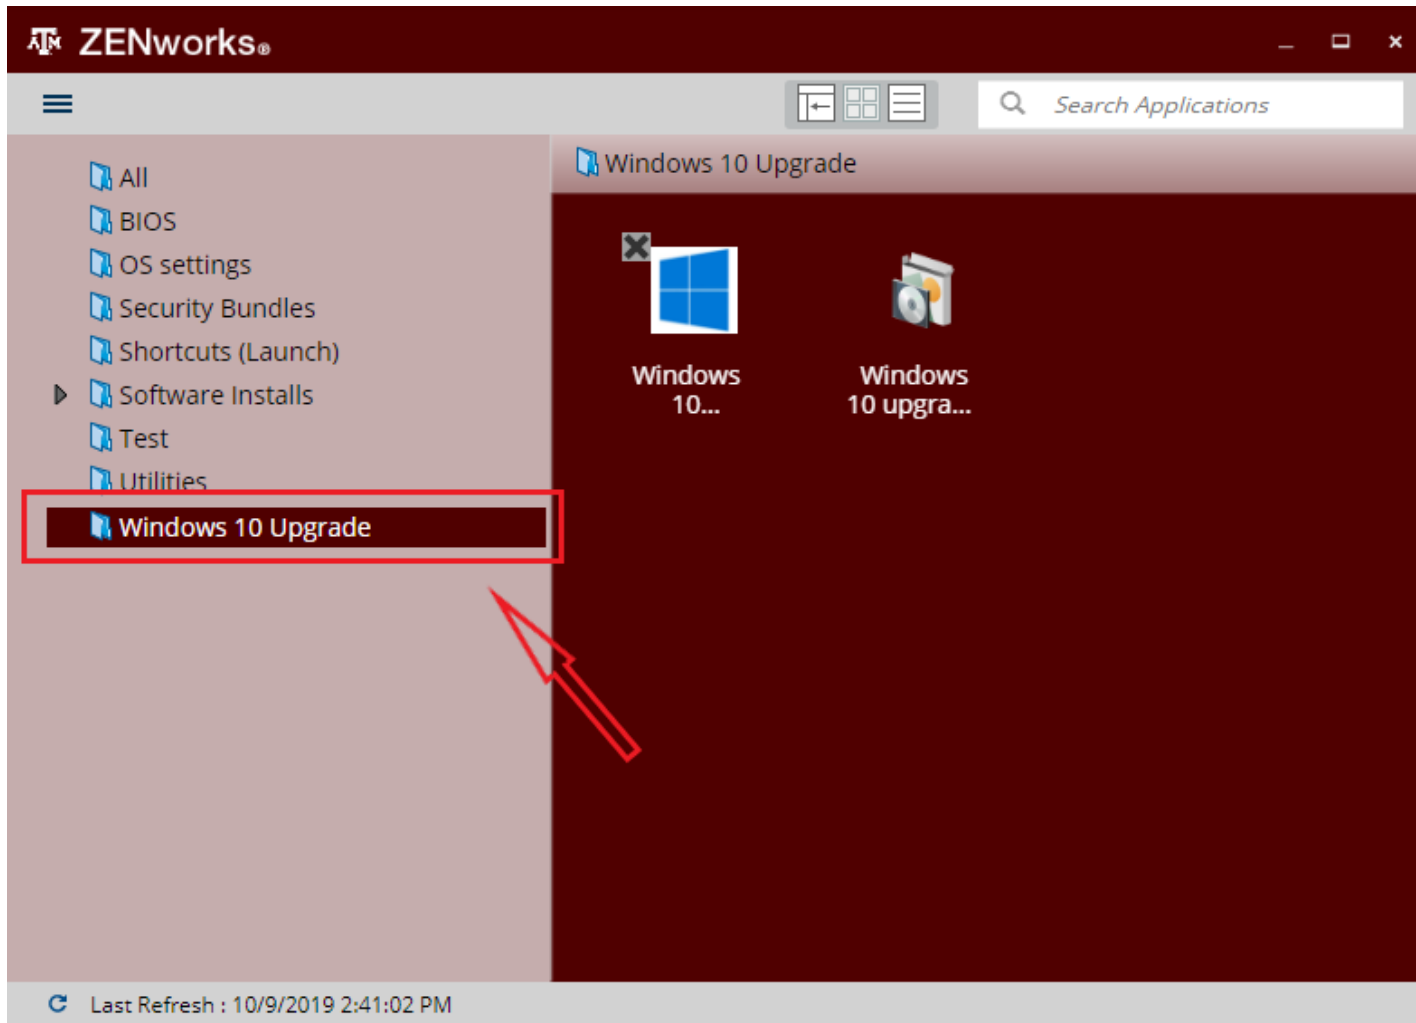 ATM ZENworks®
Search Applications
All
BIOS
OS settings
Security Bundles
Shortcuts (Launch)
Software Installs
Test
Utilities
Windows 10 Upgrade
Windows 10 Upgrade
Windows
10...
Windows
10 upgra...
Last Refresh : 10/9/2019 2:41:02 PM